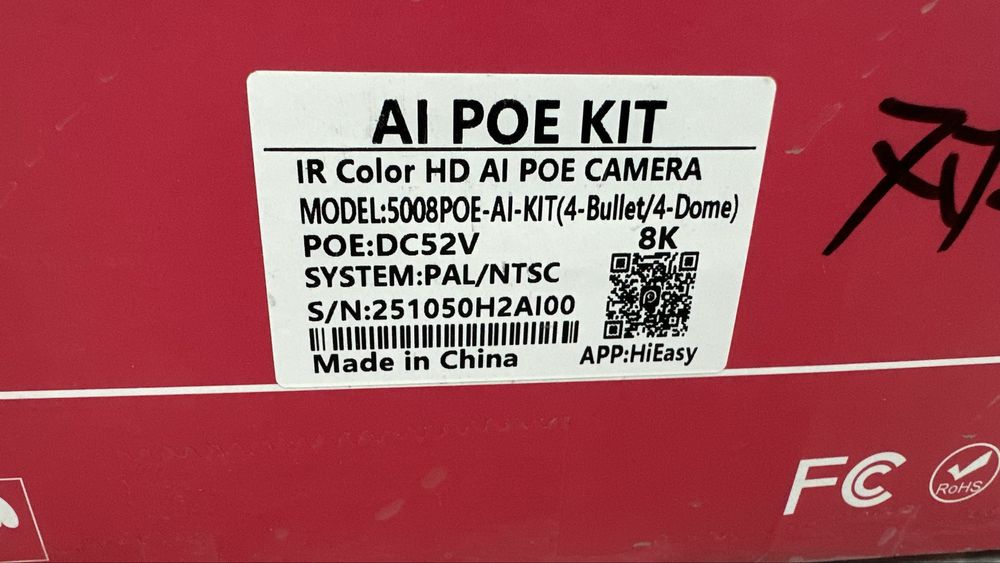 AI POE KIT
IR Color HD AI POE CAMERA
MODEL:5008POE-AI-KIT(4-Bullet/4-Dome)
POE:DC52V
8K
SYSTEM:PAL/NTSC
S/N:251050H2AI00
Made in China
APP:HiEasy
FC
RoHS